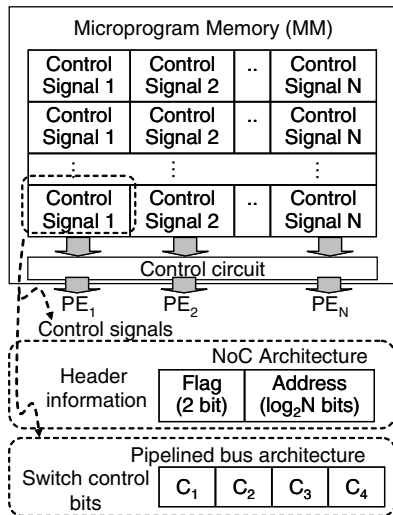 Microprogram Memory (MM)
Control Signal 1 Control Signal 2 .. Control Signal N
Control Signal 1 Control Signal 2 .. Control Signal N
⋮ ⋮ ⋮
Control Signal 1 Control Signal 2 .. Control Signal N
Control circuit
PE1 PE2 PEN
Control signals
NoC Architecture
Header information
Flag (2 bit) Address (log2N bits)
Pipelined bus architecture
Switch control bits
C1 C2 C3 C4